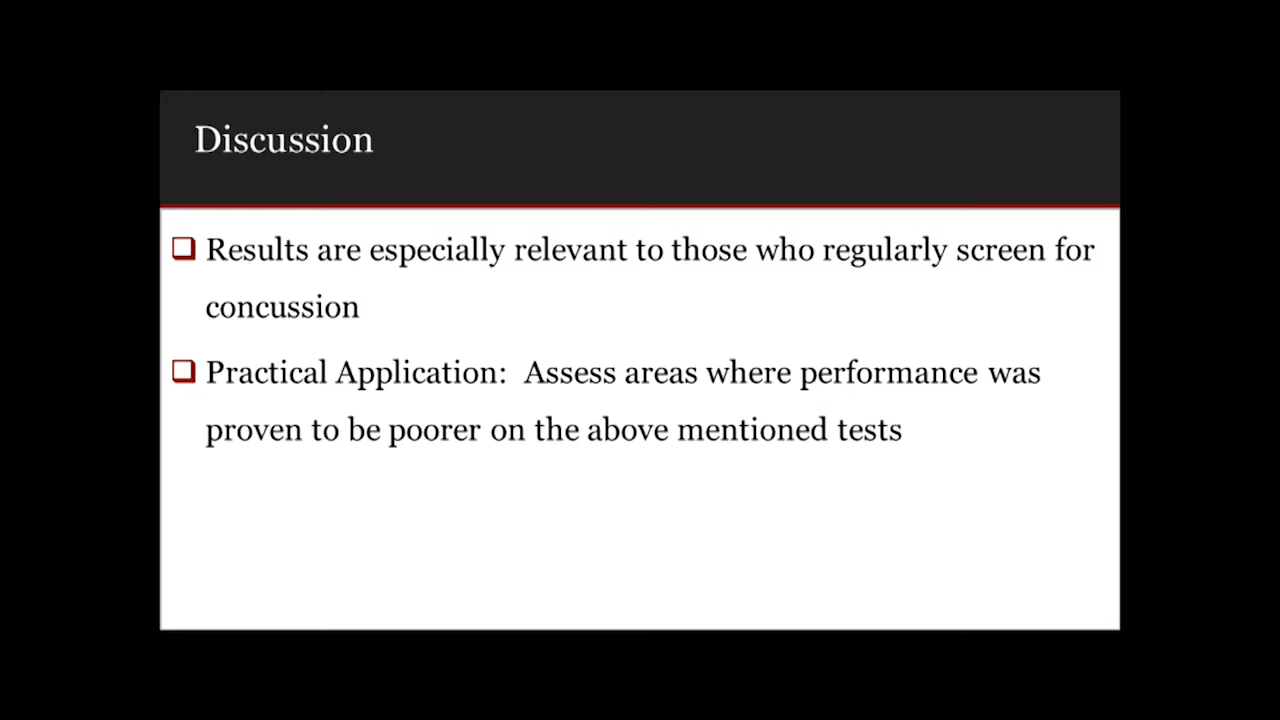 Discussion
Results are especially relevant to those who regularly screen for
concussion
Practical Application:  Assess areas where performance was
proven to be poorer on the above mentioned tests